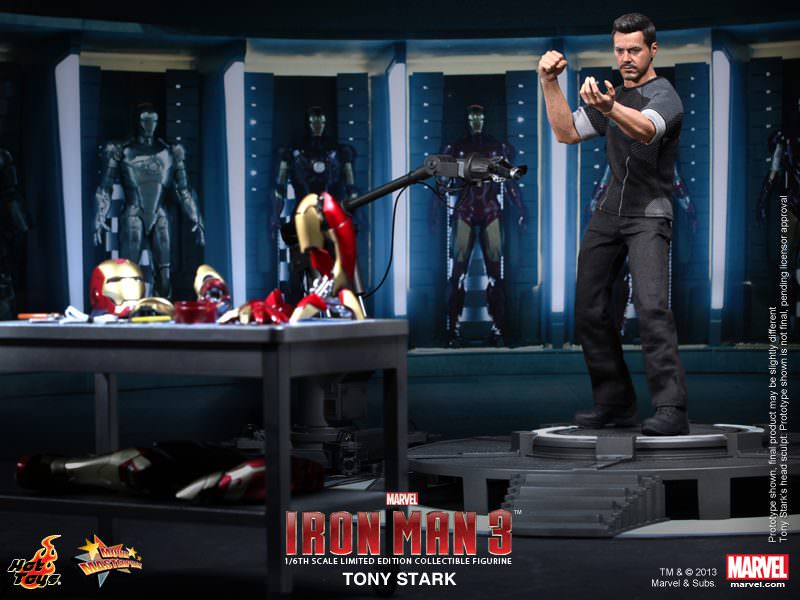 MARVEL
IRON MAN 3™
1/6TH SCALE LIMITED EDITION COLLECTIBLE FIGURINE
TONY STARK
Hot Toys
MOVIE MASTERPIECE
TM & © 2013
Marvel & Subs.
MARVEL
marvel.com
Prototype shown, final product may be slightly different
Tony Stark's head sculpt: Prototype shown is not final, pending licensor approval